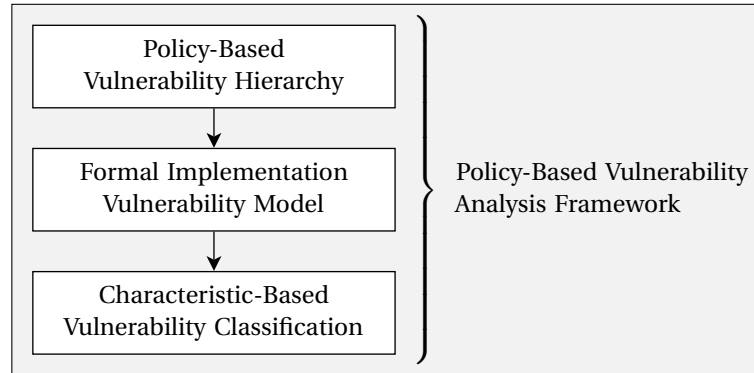 Policy-Based
Vulnerability Hierarchy
Formal Implementation
Vulnerability Model
Characteristic-Based
Vulnerability Classification
Policy-Based Vulnerability
Analysis Framework